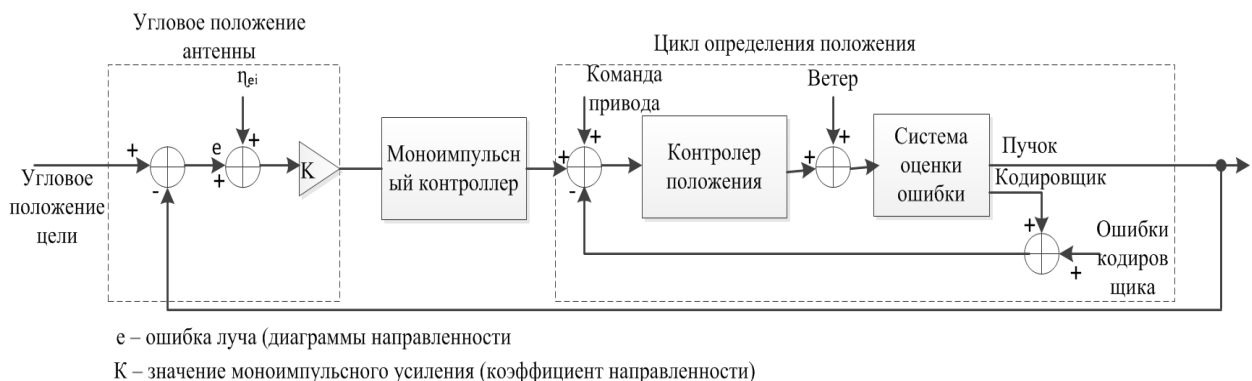 Угловое положение
антенны
Цикл определения положения
ηei
Команда
привода
Ветер
+
+
e
+
+
-
K
Моноимпульсн
ый контроллер
+
+
-
Контролер
положения
+
+
Система
оценки
ошибки
Пучок
Кодировщик
Угловое
положение
цели
+
+
Ошибки
кодиров
щика
e – ошибка луча (диаграммы направленности
К – значение моноимпульсного усиления (коэффициент направленности)